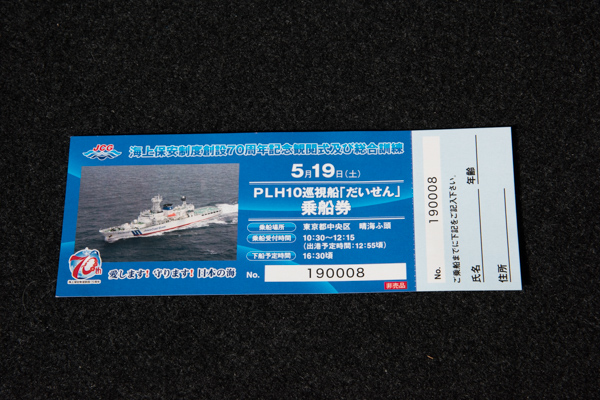 JCG
海上保安制度創設70周年記念観閲式及び総合訓練
5月19日(土)
PLH10巡視船「だいせん」
乗船券
乗船場所 東京都中央区 晴海ふ頭
乗船受付時間 10:30〜12:15
(出港予定時間:12:55頃)
下船予定時間 16:30頃
70th
愛します! 守ります! 日本の海
No. 190008
非売品
No. 190008
ご乗船までに下記をご記入下さい。
氏名 年齢
住所